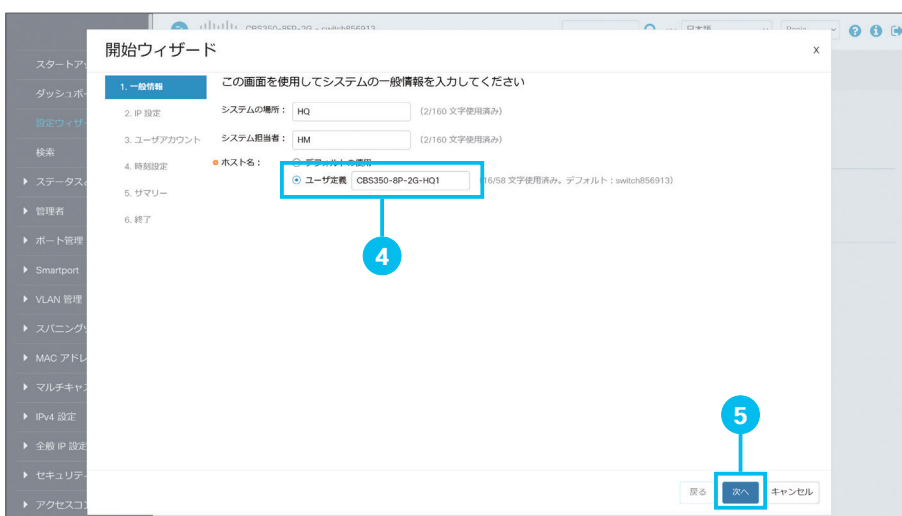 CBS350-8P-2G - switch856913
日本語
開始ウィザード
X
スタートア
ダッシュボ
設定ウィザ
検索
ステータス
管理者
ポート管理
Smartport
VLAN 管理
スパニング
MAC アドレ
マルチキャス
IPv4 設定
全般 IP 設定
セキュリテ
アクセスコ
1. 一般情報
2. IP 設定
3. ユーザアカウント
4. 時刻設定
5. サマリー
6. 終了
この画面を使用してシステムの一般情報を入力してください
システムの場所: HQ (2/160 文字使用済み)
システム担当者: HM (2/160 文字使用済み)
ホスト名: デフォルトの使用
ユーザ定義 CBS350-8P-2G-HQ1 (16/58 文字使用済み。デフォルト:switch856913)
4
5
戻る 次へ キャンセル